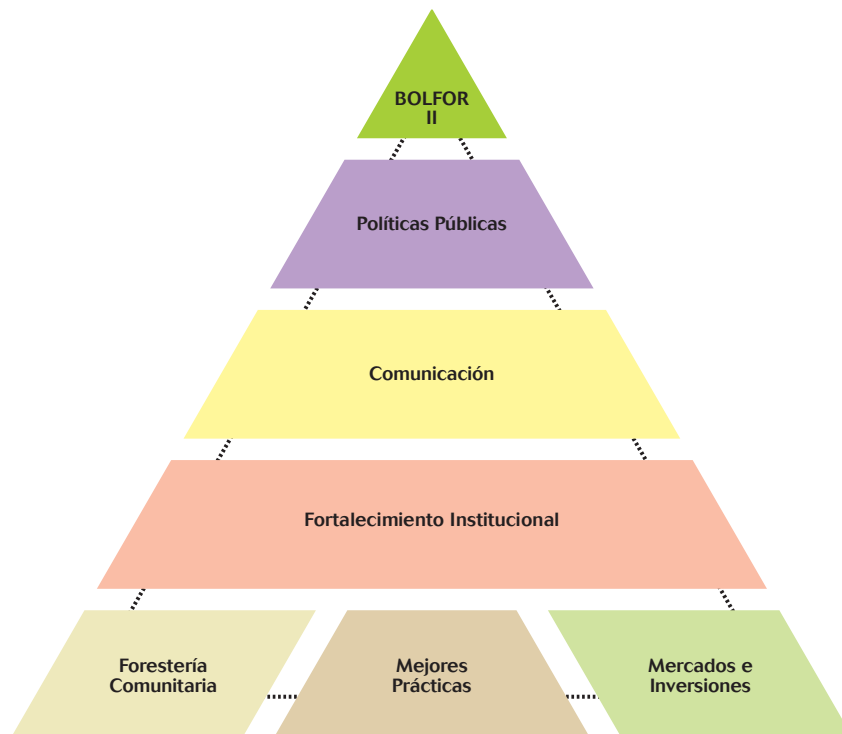 BOLFOR
II
Políticas Públicas
Comunicación
Fortalecimiento Institucional
Forestería
Comunitaria
Mejores
Prácticas
Mercados e
Inversiones